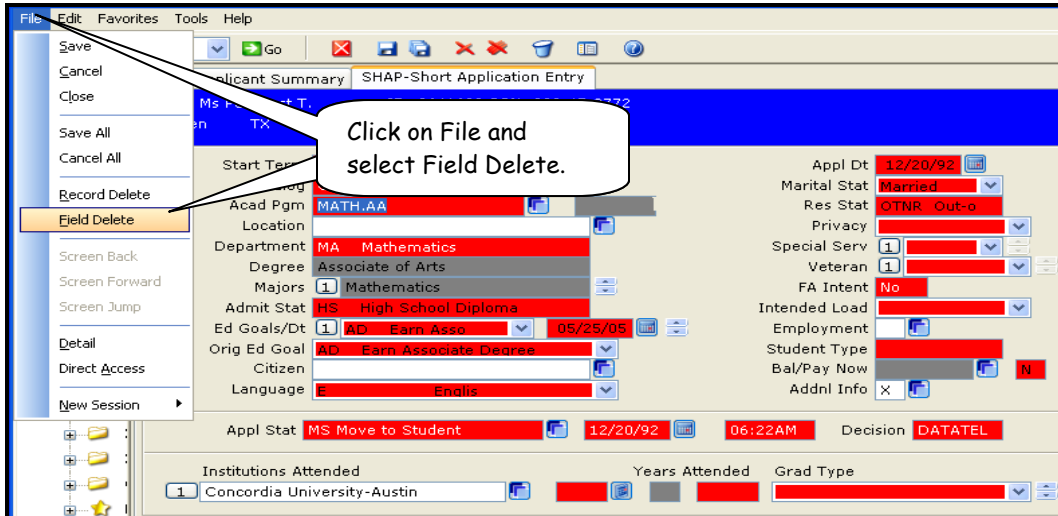 File Edit Favorites Tools Help
Save
Cancel
Close
Save All
Cancel All
Record Delete
Field Delete
Screen Back
Screen Forward
Screen Jump
Detail
Direct Access
New Session
Go
Applicant Summary SHAP-Short Application Entry
Ms
TX
Click on File and
select Field Delete.
Start Term
Acad Pgm MATH.AA
Location
Department MA Mathematics
Degree Associate of Arts
Majors 1 Mathematics
Admit Stat HS High School Diploma
Ed Goals/Dt 1 AD Earn Asso 05/25/05
Orig Ed Goal AD Earn Associate Degree
Citizen
Language E Englis
Appl Dt 12/20/92
Marital Stat Married
Res Stat OTNR Out-o
Privacy
Special Serv 1
Veteran 1
FA Intent No
Intended Load
Employment
Student Type
Bal/Pay Now N
Addnl Info X
Appl Stat MS Move to Student 12/20/92 06:22AM Decision DATATEL
Institutions Attended Years Attended Grad Type
1 Concordia University-Austin